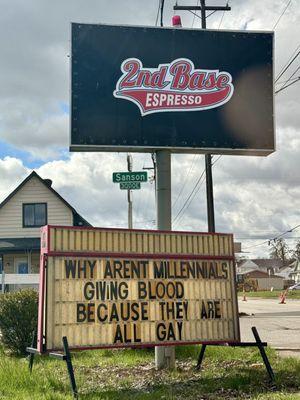 2nd Base
ESPRESSO
Sanson
WHY ARENT MILLENNIALS
GIVING BLOOD
BECAUSE THEY ARE
ALL GAY